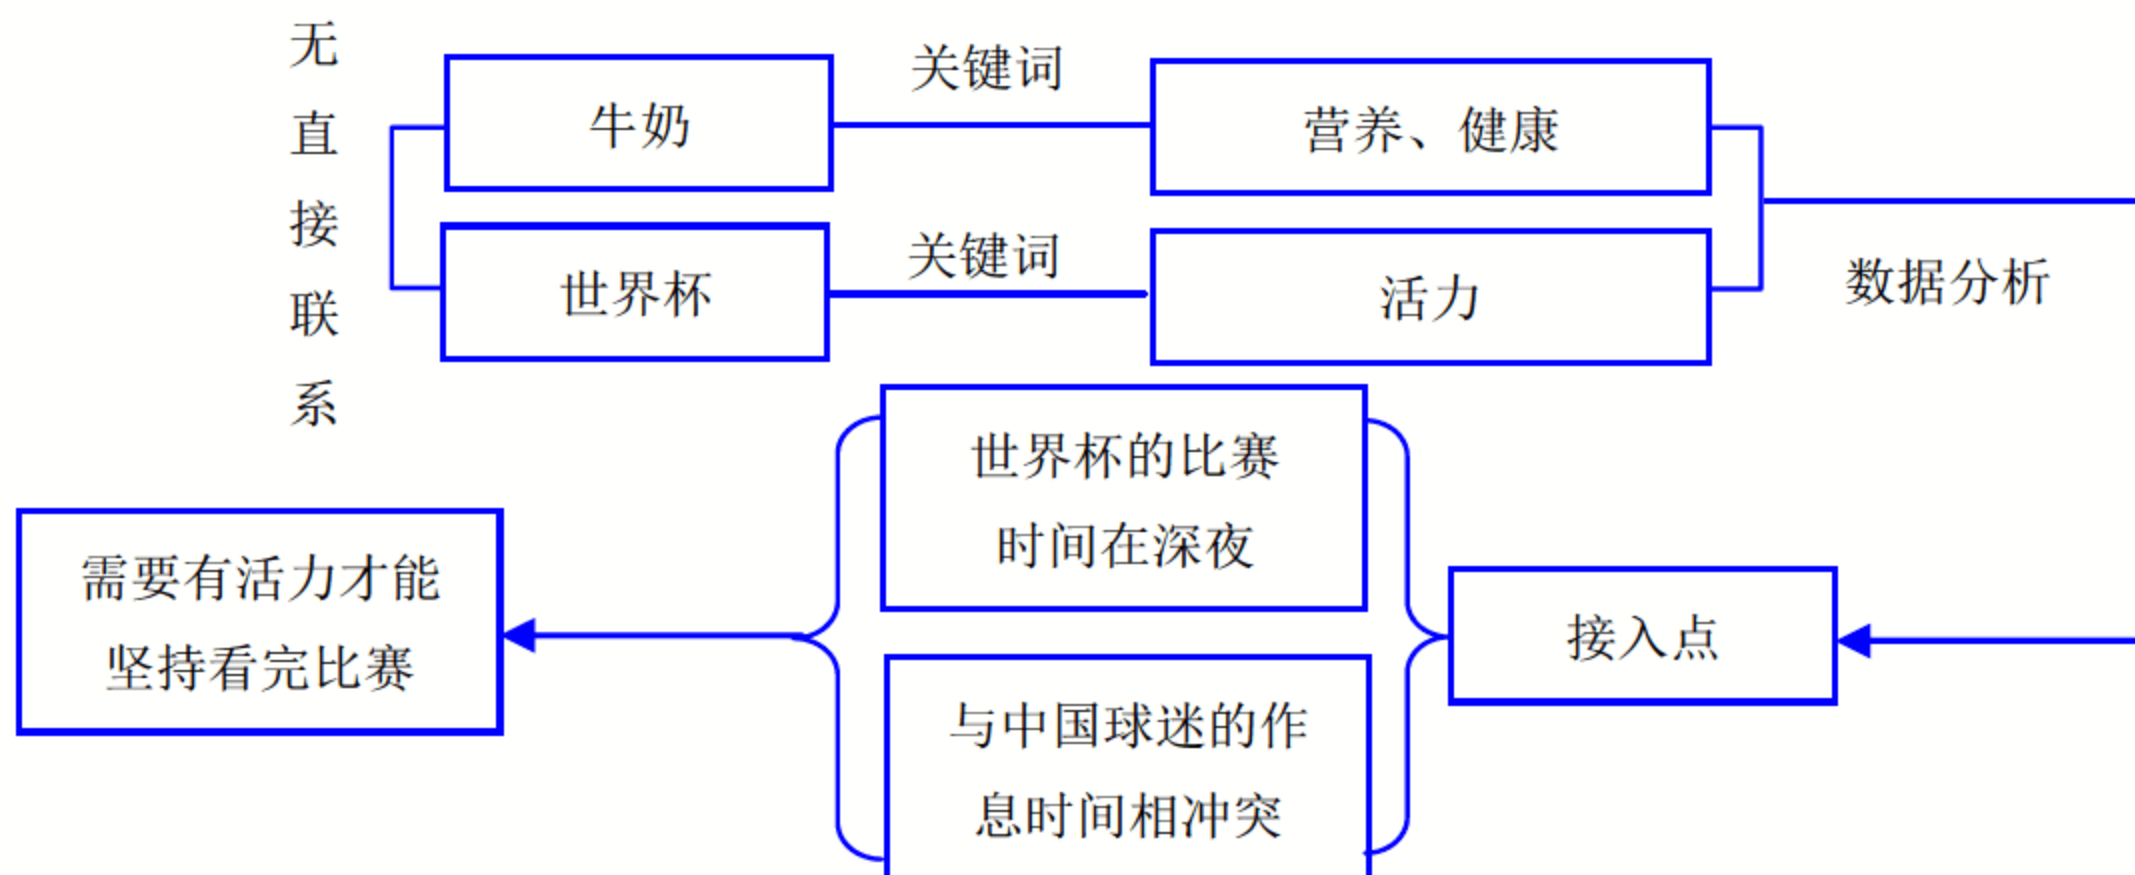 无
直
接
联
系
牛奶
关键词
营养、健康
世界杯
关键词
活力
数据分析
世界杯的比赛
时间在深夜
与中国球迷的作
息时间相冲突
接入点
需要有活力才能
坚持看完比赛